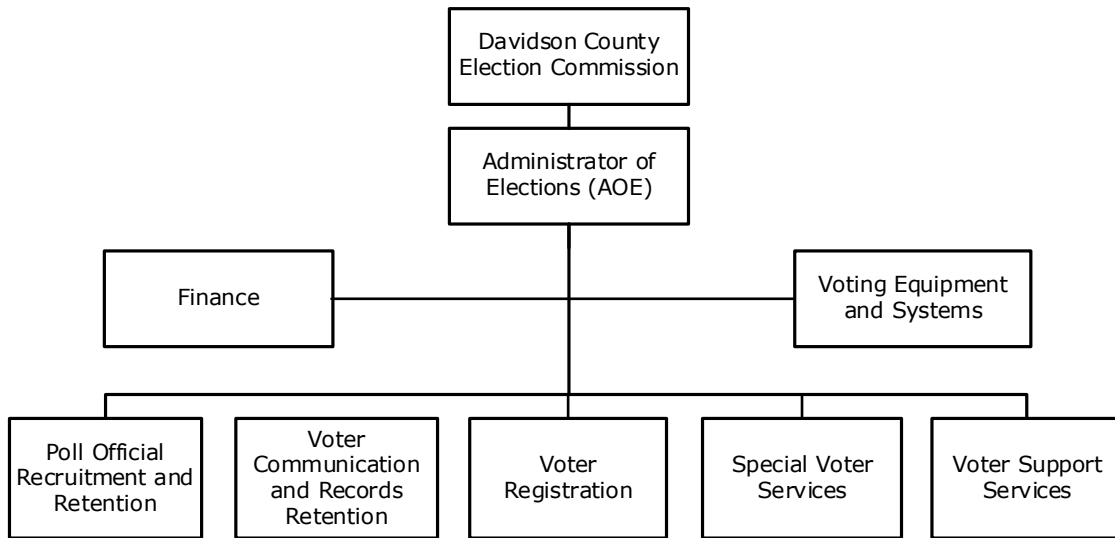 Davidson County
Election Commission
Administrator of
Elections (AOE)
Finance
Voting Equipment
and Systems
Poll Official
Recruitment and
Retention
Voter
Communication
and Records
Retention
Voter
Registration
Special Voter
Services
Voter Support
Services